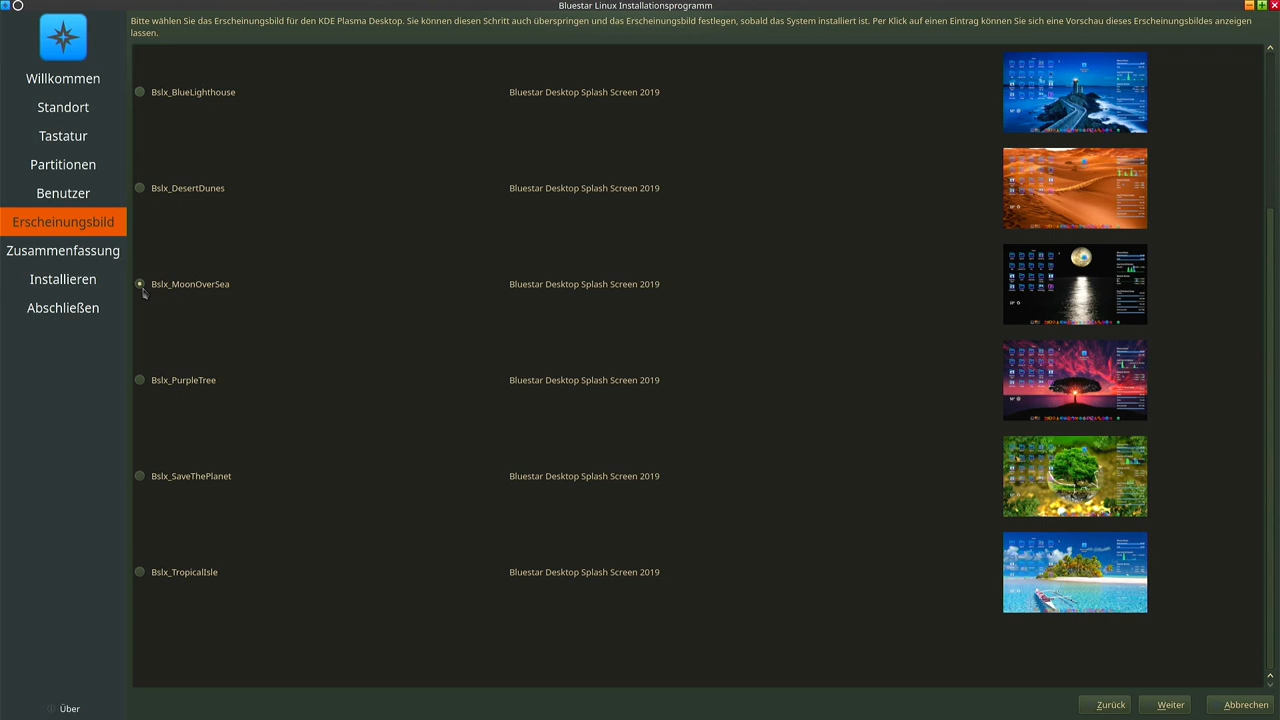 Bluestar Linux Installationsprogramm
Bitte wählen Sie das Erscheinungsbild für den KDE Plasma Desktop. Sie können diesen Schritt auch überspringen und das Erscheinungsbild festlegen, sobald das System installiert ist. Per Klick auf einen Eintrag können Sie sich eine Vorschau dieses Erscheinungsbildes anzeigen
lassen.
Willkommen
Standort
Tastatur
Partitionen
Benutzer
Erscheinungsbild
Zusammenfassung
Installieren
Abschließen
Bslx_BlueLighthouse Bluestar Desktop Splash Screen 2019
Bslx_DesertDunes Bluestar Desktop Splash Screen 2019
Bslx_MoonOverSea Bluestar Desktop Splash Screen 2019
Bslx_PurpleTree Bluestar Desktop Splash Screen 2019
Bslx_SaveThePlanet Bluestar Desktop Splash Screen 2019
Bslx_TropicalIsle Bluestar Desktop Splash Screen 2019
Über
Zurück Weiter Abbrechen